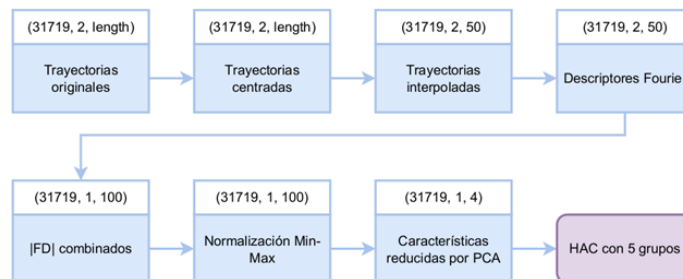 (31719, 2, length)
Trayectorias
originales
(31719, 2, length)
Trayectorias
centradas
(31719, 2, 50)
Trayectorias
interpoladas
(31719, 2, 50)
Descriptores Fourier
(31719, 1, 100)
|FD| combinados
(31719, 1, 100)
Normalización Min-
Max
(31719, 1, 4)
Características
reducidas por PCA
HAC con 5 grupos